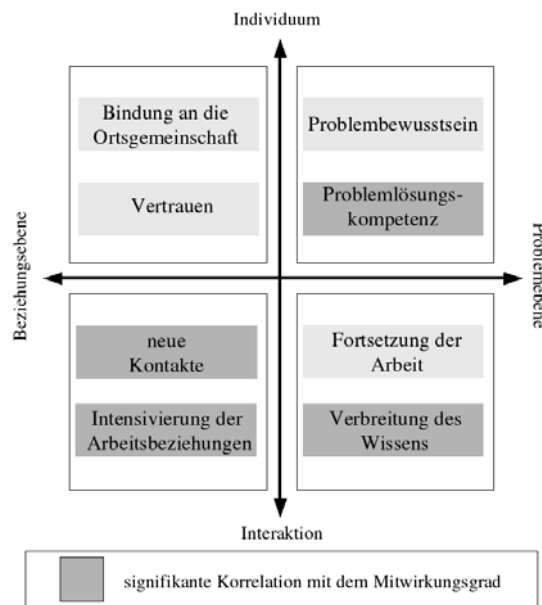 Individuum
Bindung an die
Ortsgemeinschaft
Vertrauen
Problembewusstsein
Problemlösungs-
kompetenz
Beziehungsebene
Problemebene
neue
Kontakte
Intensivierung der
Arbeitsbeziehungen
Fortsetzung der
Arbeit
Verbreitung des
Wissens
Interaktion
signifikante Korrelation mit dem Mitwirkungsgrad